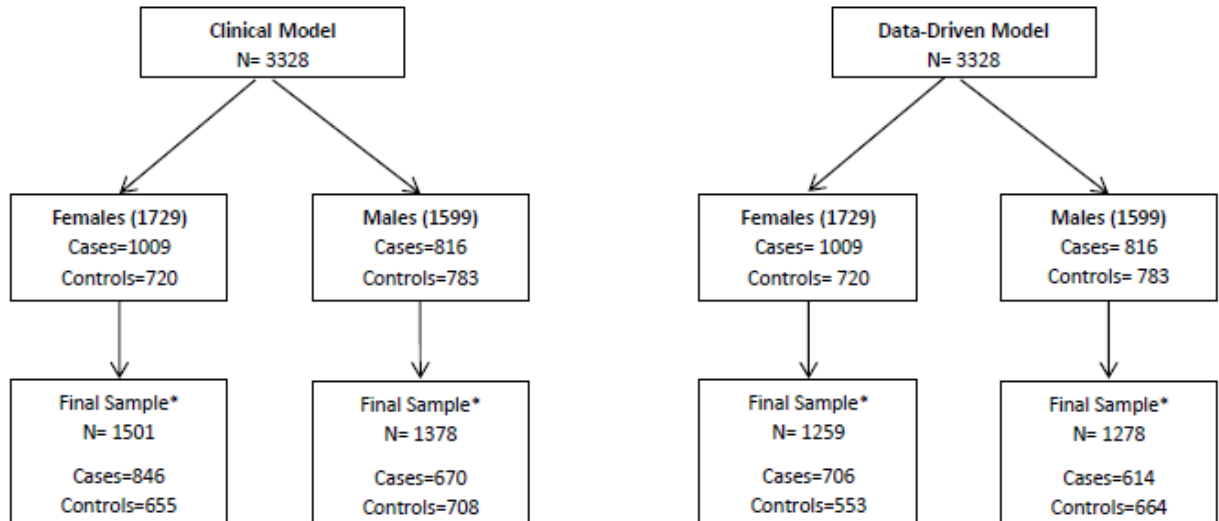 Clinical Model
N= 3328
Data-Driven Model
N= 3328
Females (1729)
Cases=1009
Controls=720
Males (1599)
Cases=816
Controls=783
Females (1729)
Cases= 1009
Controls= 720
Males (1599)
Cases= 816
Controls= 783
Final Sample*
N= 1501
Cases=846
Controls=655
Final Sample*
N= 1378
Cases=670
Controls=708
Final Sample*
N= 1259
Cases=706
Controls=553
Final Sample*
N= 1278
Cases=614
Controls=664